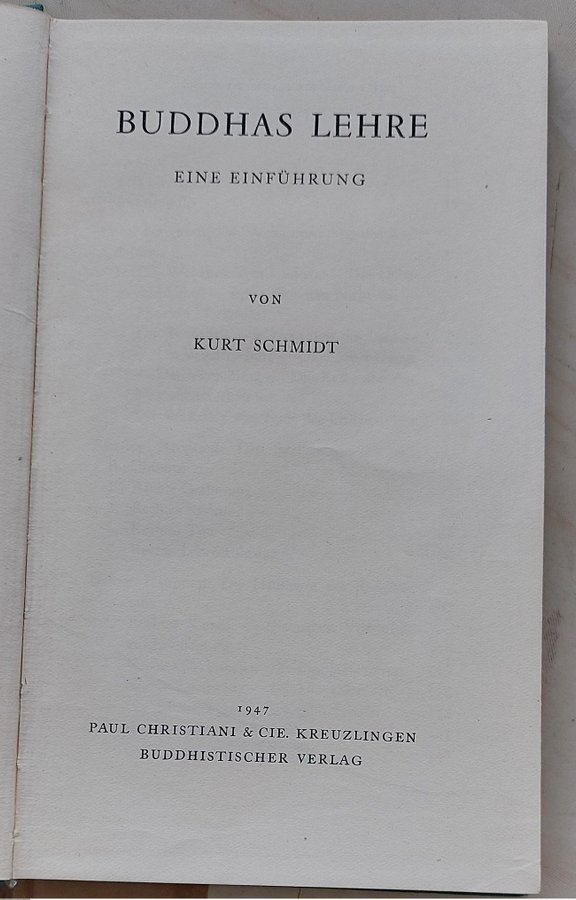 BUDDHAS LEHRE
EINE EINFÜHRUNG
VON
KURT SCHMIDT
1947
PAUL CHRISTIANI & CIE. KREUZLINGEN
BUDDHISTISCHER VERLAG